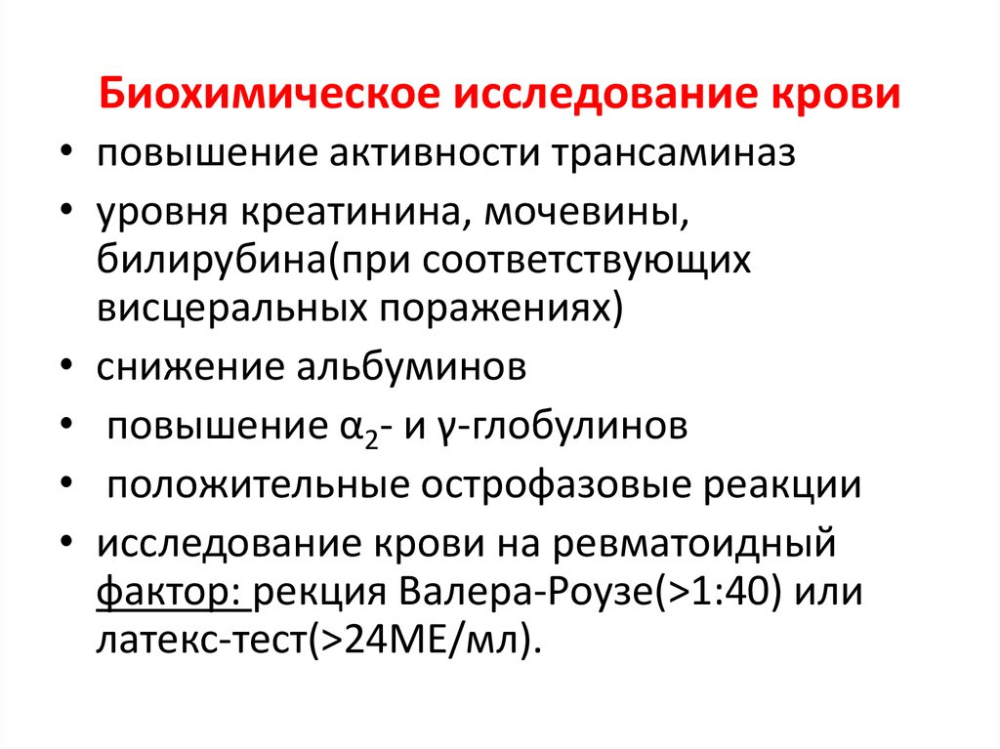 Биохимическое исследование крови
• повышение активности трансаминаз
• уровня креатинина, мочевины,
билирубина(при соответствующих
висцеральных поражениях)
• снижение альбуминов
• повышение α₂- и γ-глобулинов
• положительные острофазовые реакции
• исследование крови на ревматоидный
фактор: рекция Валера-Роузе(>1:40) или
латекс-тест(>24МЕ/мл).